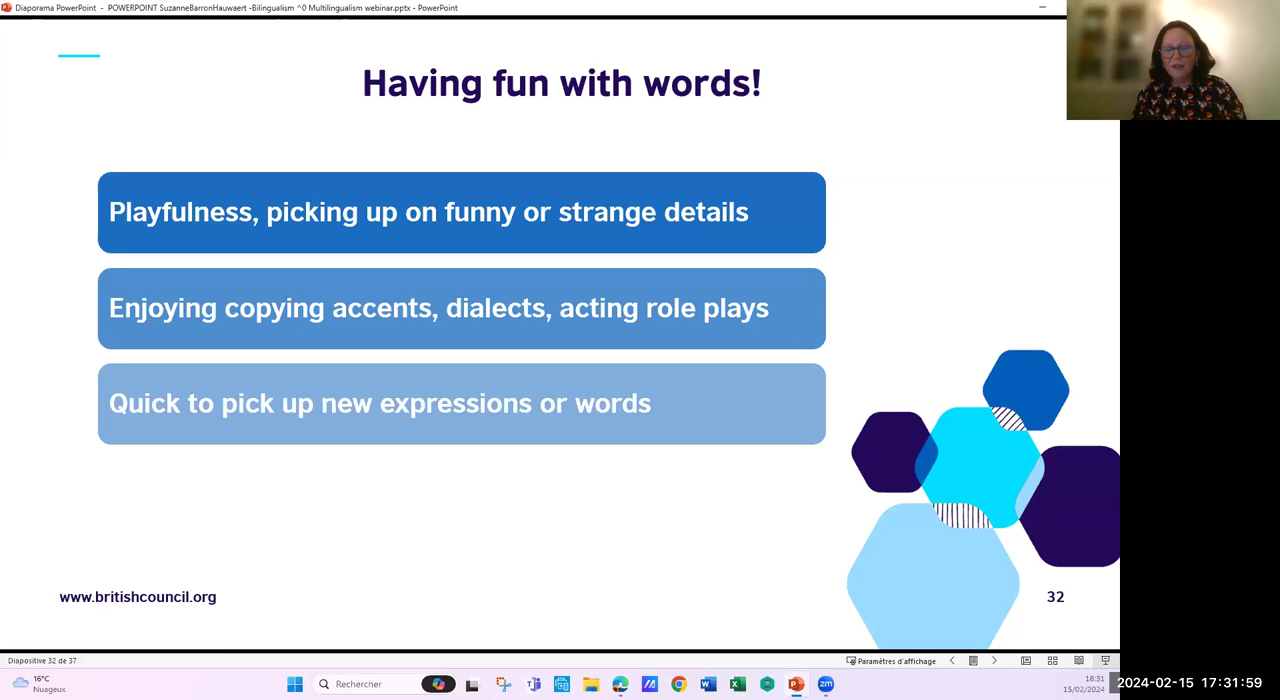 Diaporama PowerPoint - POWERPOINT SuzanneBarronHauwaert -Bilingualism ^0 Multilingualism webinar.pptx - PowerPoint
Having fun with words!
Playfulness, picking up on funny or strange details
Enjoying copying accents, dialects, acting role plays
Quick to pick up new expressions or words
www.britishcouncil.org
32
Diapositive 32 de 37
Paramètres d'affichage
16°C
Nuageux
Rechercher
zm
18:31
15/02/2024
2024-02-15 17:31:59